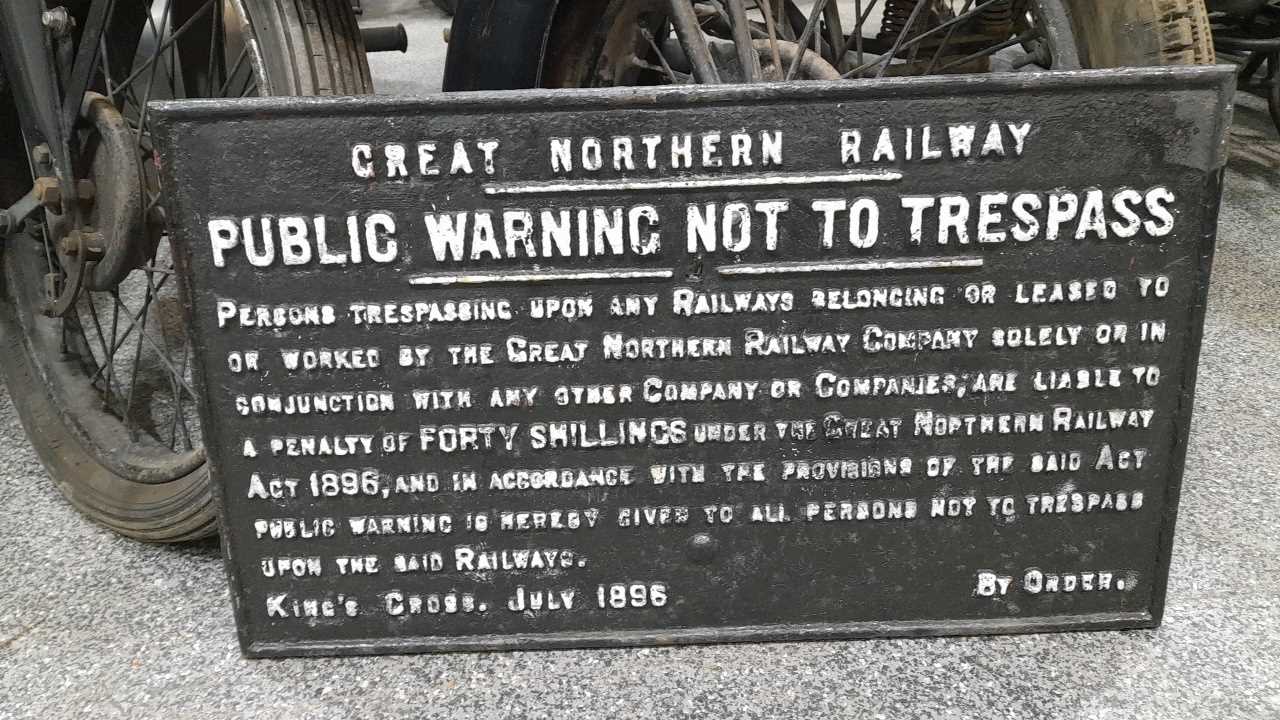 GREAT NORTHERN RAILWAY
PUBLIC WARNING NOT TO TRESPASS
PERSONS TRESPASSING UPON ANY RAILWAYS BELONGING OR LEASED TO
OR WORKED BY THE GREAT NORTHERN RAILWAY COMPANY SOLELY OR IN
CONJUNCTION WITH ANY OTHER COMPANY OR COMPANIES, ARE LIABLE TO
A PENALTY OF FORTY SHILLINGS UNDER THE GREAT NORTHERN RAILWAY
ACT 1896, AND IN ACCORDANCE WITH THE PROVISIONS OF THE SAID ACT
PUBLIC WARNING IS HEREBY GIVEN TO ALL PERSONS NOT TO TRESPASS
UPON THE SAID RAILWAYS.
KING'S CROSS. JULY 1896 BY ORDER.